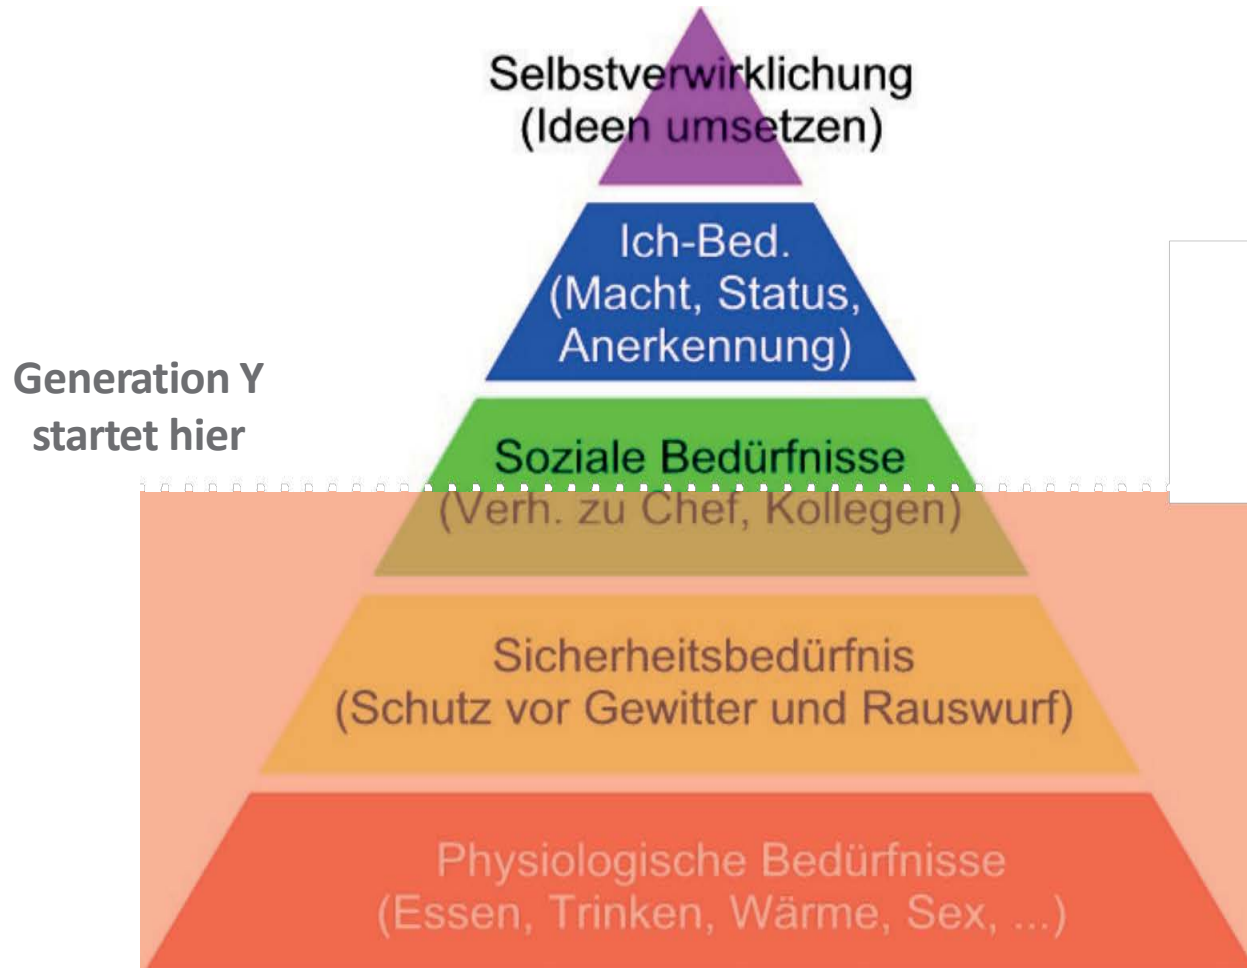 Selbstverwirklichung
(Ideen umsetzen)
Ich-Bed.
(Macht, Status,
Anerkennung)
Generation Y
startet hier
Soziale Bedürfnisse
(Verh. zu Chef, Kollegen)
Sicherheitsbedürfnis
(Schutz vor Gewitter und Rauswurf)
Physiologische Bedürfnisse
(Essen, Trinken, Wärme, Sex, ...)